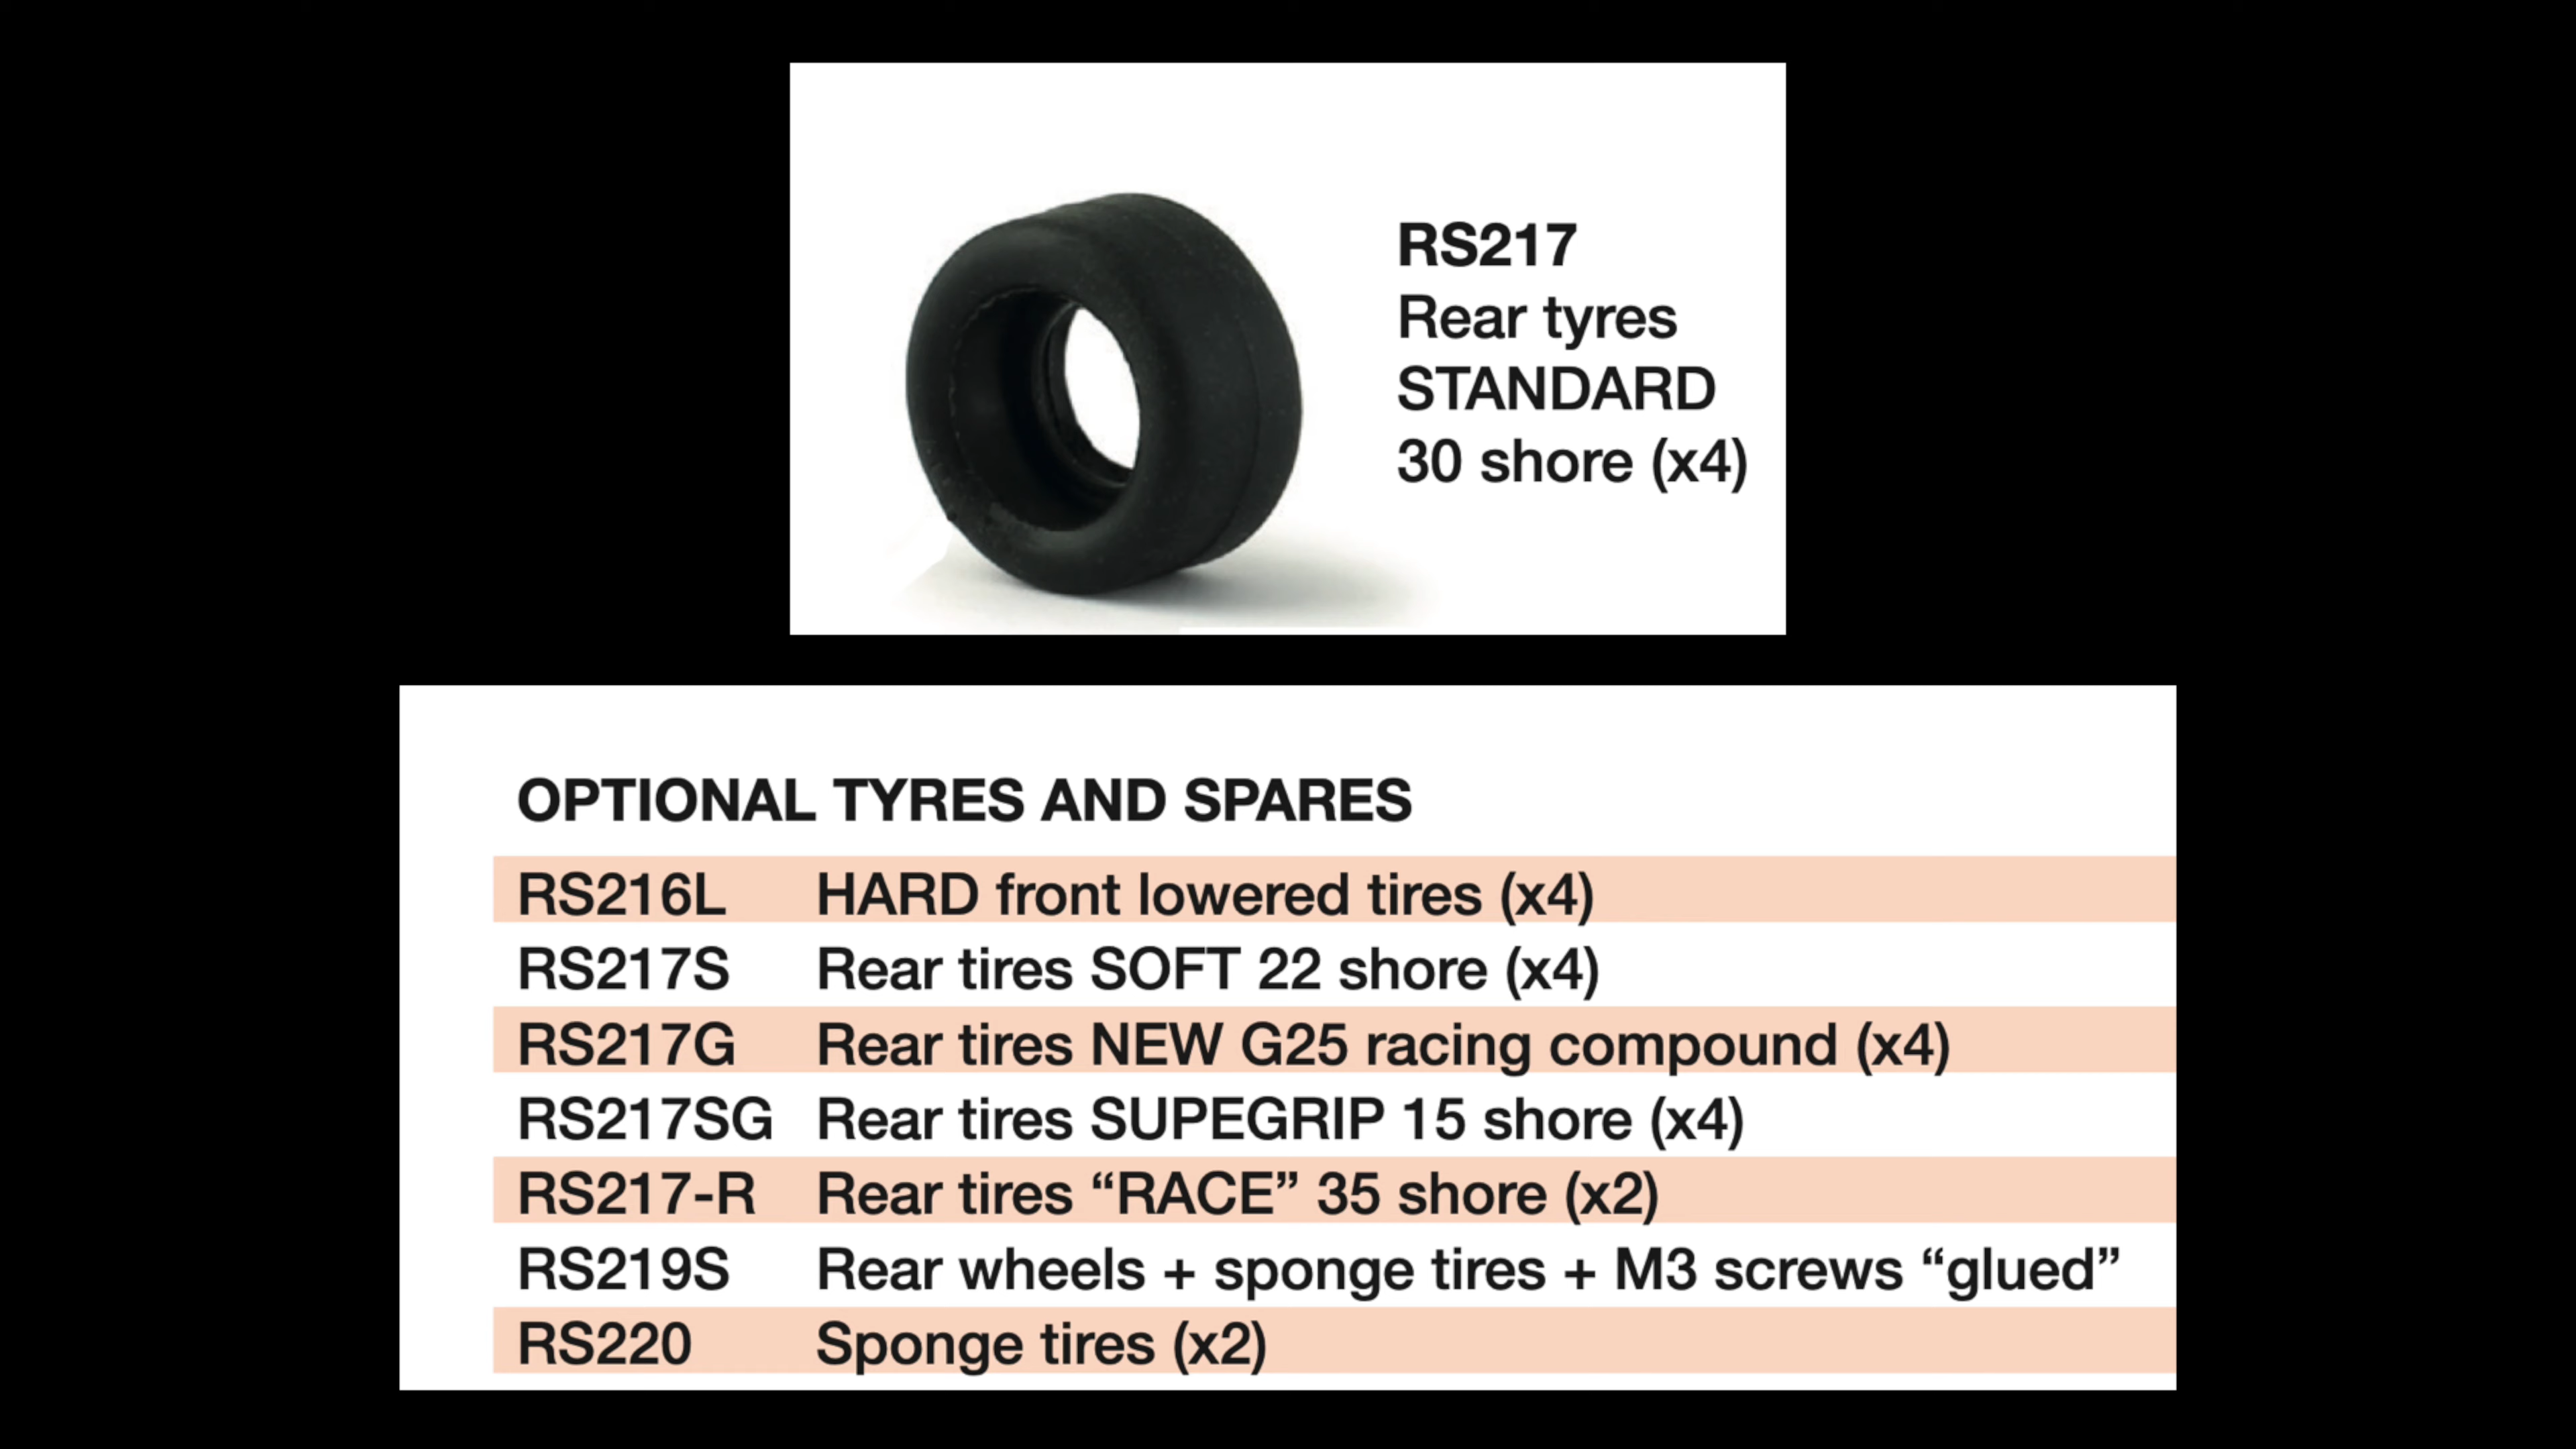 RS217
Rear tyres
STANDARD
30 shore (x4)
OPTIONAL TYRES AND SPARES
RS216L HARD front lowered tires (x4)
RS217S Rear tires SOFT 22 shore (x4)
RS217G Rear tires NEW G25 racing compound (x4)
RS217SG Rear tires SUPEGRIP 15 shore (x4)
RS217-R Rear tires “RACE” 35 shore (x2)
RS219S Rear wheels + sponge tires + M3 screws “glued”
RS220 Sponge tires (x2)